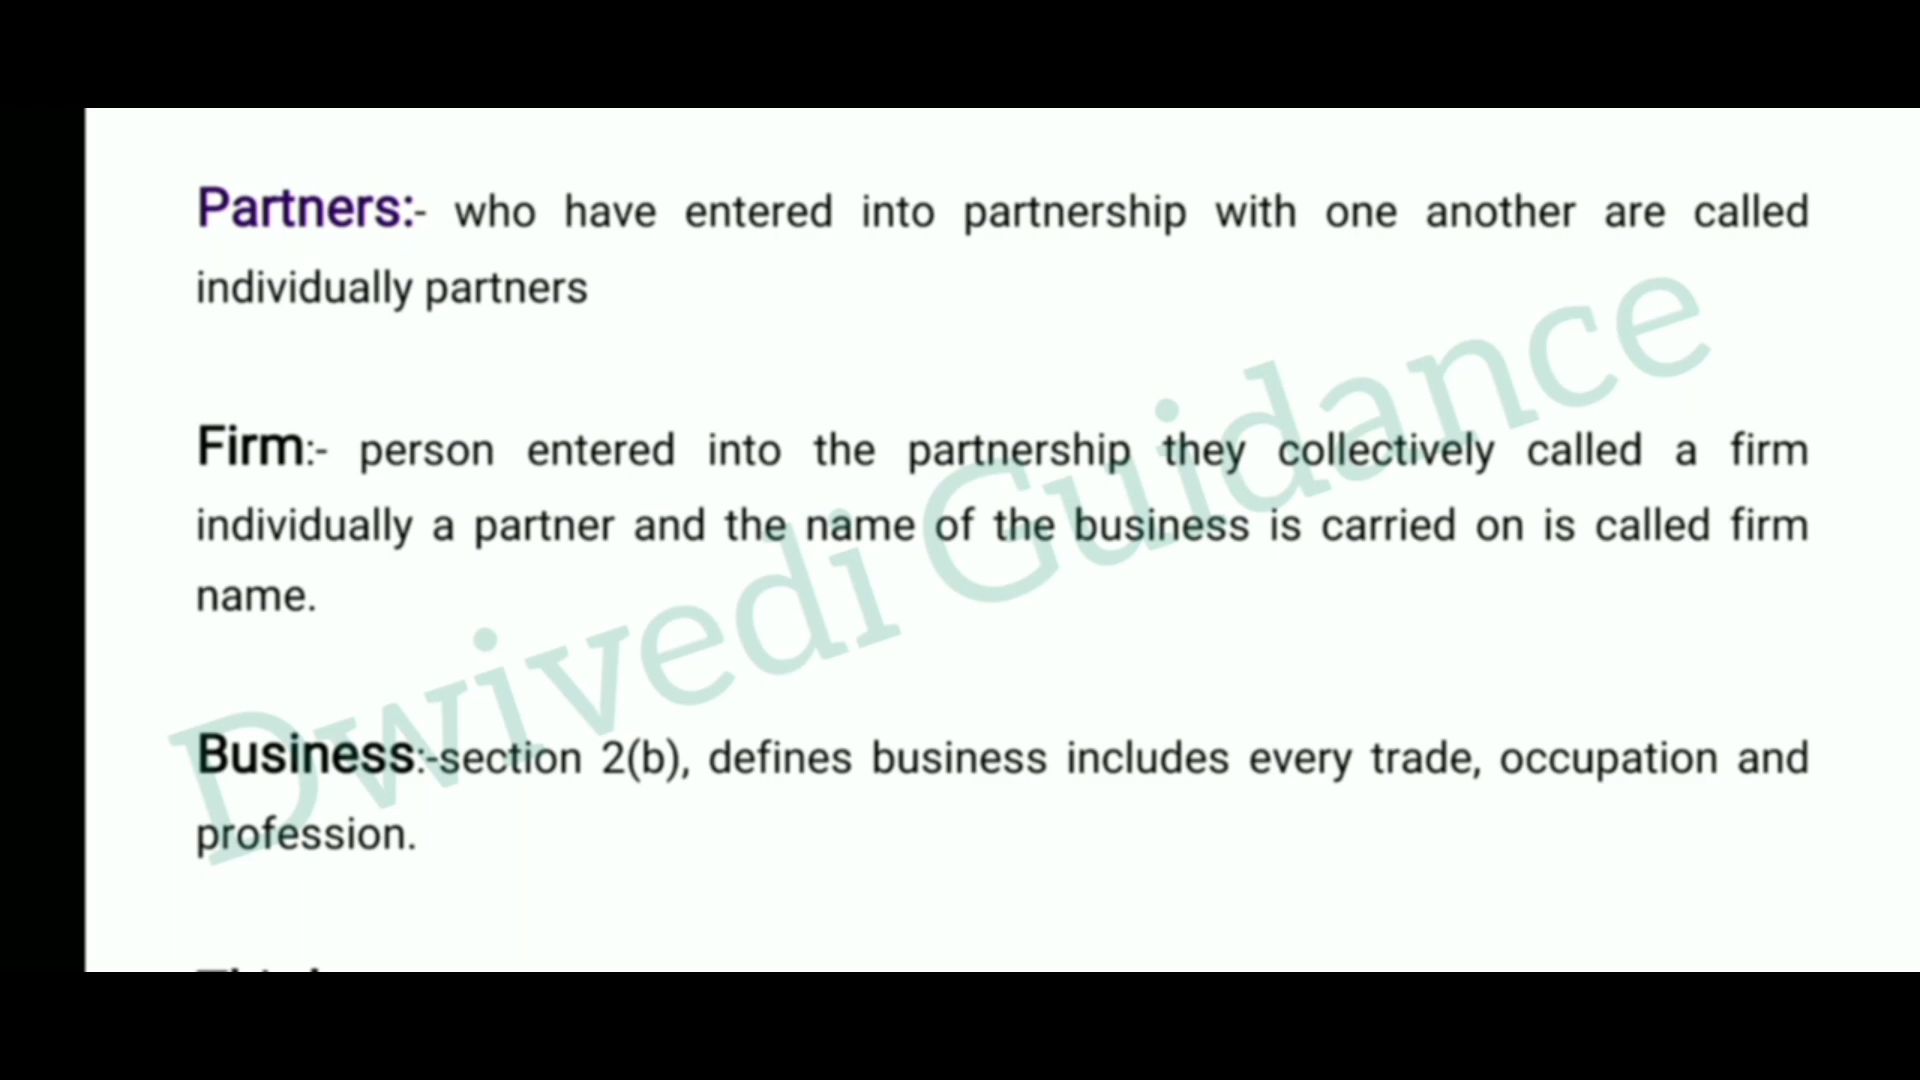 Partners:- who have entered into partnership with one another are called
individually partners
Firm:- person entered into the partnership they collectively called a firm
individually a partner and the name of the business is carried on is called firm
name.
Business:-section 2(b), defines business includes every trade, occupation and
profession.
Dwivedi Guidance